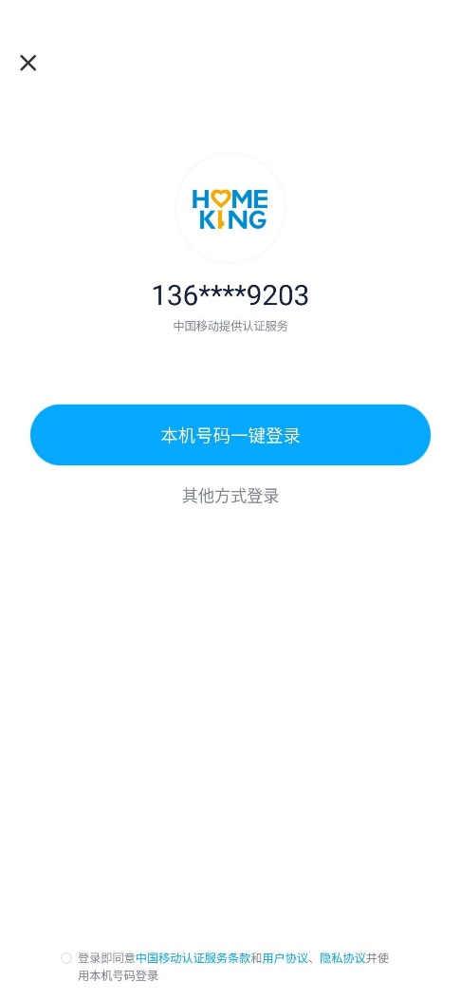 HOME
KING
136****9203
中国移动提供认证服务
本机号码一键登录
其他方式登录
登录即同意中国移动认证服务条款和用户协议、隐私协议并使
用本机号码登录